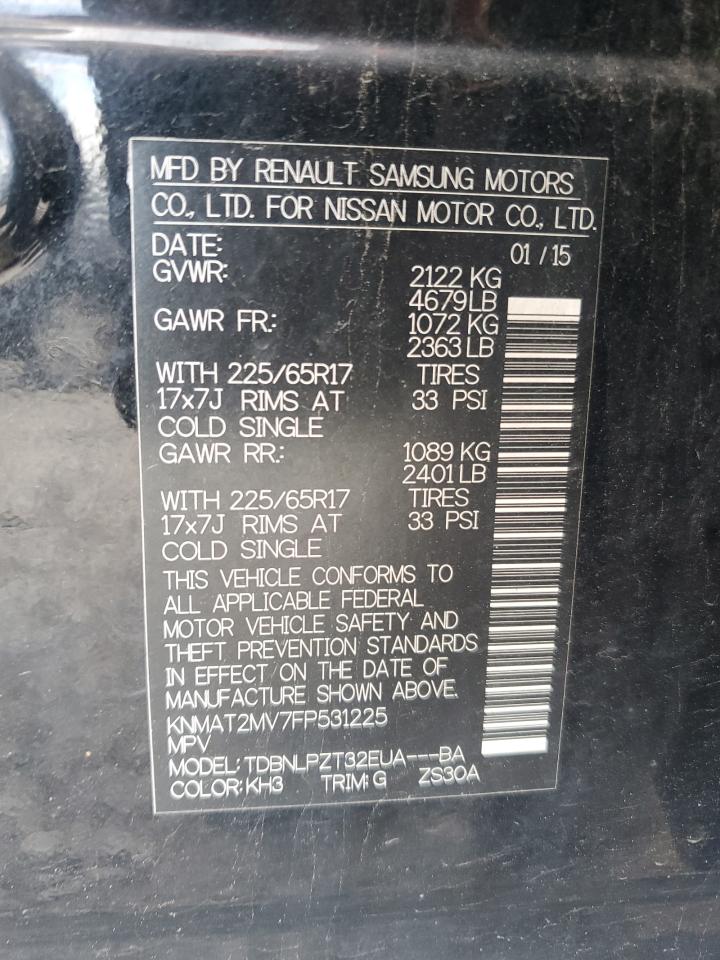 MFD BY RENAULT SAMSUNG MOTORS
CO., LTD. FOR NISSAN MOTOR CO., LTD.
DATE: 01 / 15
GVWR: 2122 KG
4679 LB
GAWR FR.: 1072 KG
2363 LB
WITH 225/65R17 TIRES
17x7J RIMS AT 33 PSI
COLD SINGLE
GAWR RR.: 1089 KG
2401 LB
WITH 225/65R17 TIRES
17x7J RIMS AT 33 PSI
COLD SINGLE
THIS VEHICLE CONFORMS TO
ALL APPLICABLE FEDERAL
MOTOR VEHICLE SAFETY AND
THEFT PREVENTION STANDARDS
IN EFFECT ON THE DATE OF
MANUFACTURE SHOWN ABOVE.
KNMAT2MV7FP531225
MPV
MODEL: TDBNLPZT32EUA---BA
COLOR: KH3 TRIM: G ZS30A